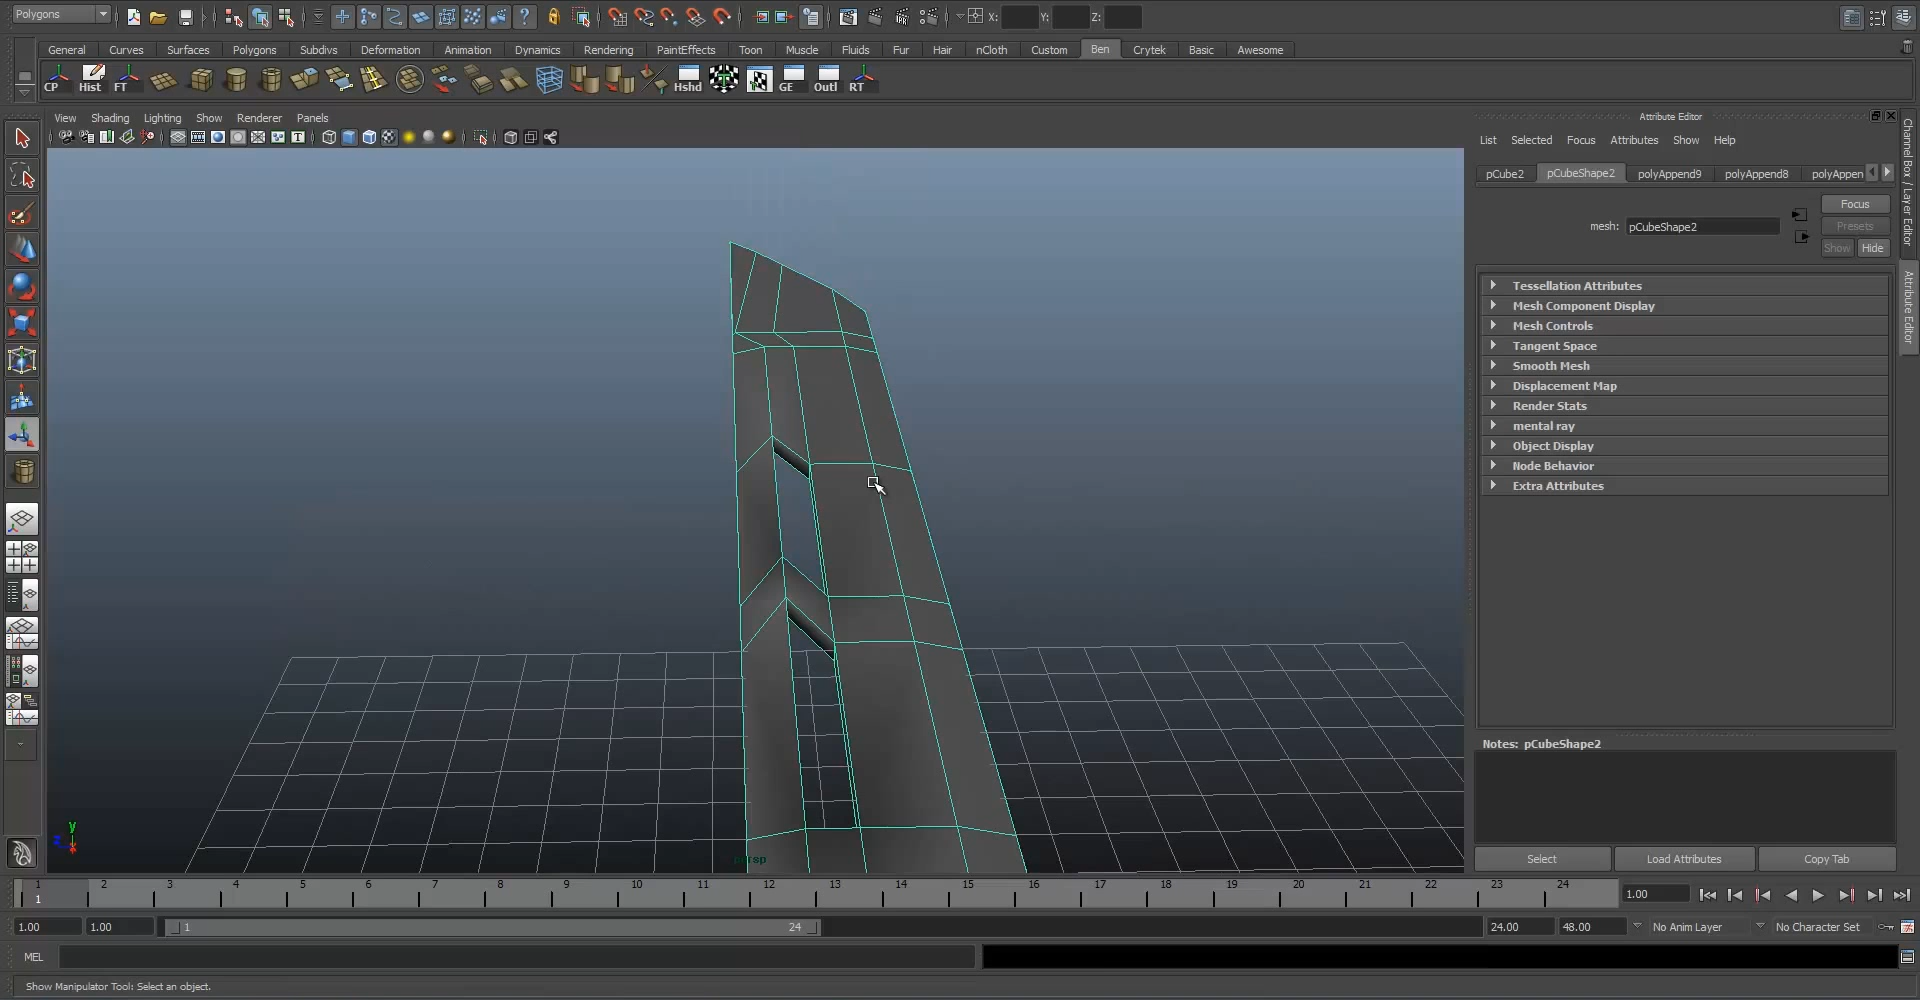 Polygons
X:
Y:
Z:
General Curves Surfaces Polygons Subdivs Deformation Animation Dynamics Rendering PaintEffects Toon Muscle Fluids Fur Hair nCloth Custom Ben Crytek Basic Awesome
CP Hist FT Hshd GE Outl RT
View Shading Lighting Show Renderer Panels
Attribute Editor
List Selected Focus Attributes Show Help
pCube2 pCubeShape2 polyAppend9 polyAppend8 polyAppen
Focus
mesh: pCubeShape2
Presets
Show Hide
Tessellation Attributes
Mesh Component Display
Mesh Controls
Tangent Space
Smooth Mesh
Displacement Map
Render Stats
mental ray
Object Display
Node Behavior
Extra Attributes
Channel Box / Layer Editor
Attribute Editor
Notes: pCubeShape2
Select Load Attributes Copy Tab
y
1 2 3 4 5 6 7 8 9 10 11 12 13 14 15 16 17 18 19 20 21 22 23 24
1
1.00
1.00 1.00 1 24 24.00 48.00 No Anim Layer No Character Set
MEL
Show Manipulator Tool: Select an object.